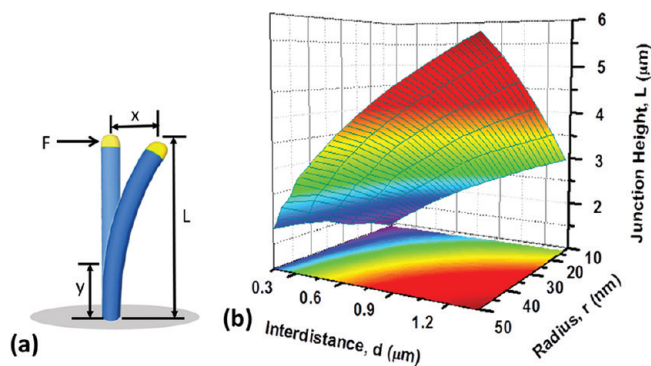 (a)
F
x
L
y
(b)
6
5
4
3
2
Junction Height, L (μm)
0.3
0.6
0.9
1.2
Interdistance, d (μm)
10
20
30
40
50
Radius, r (nm)